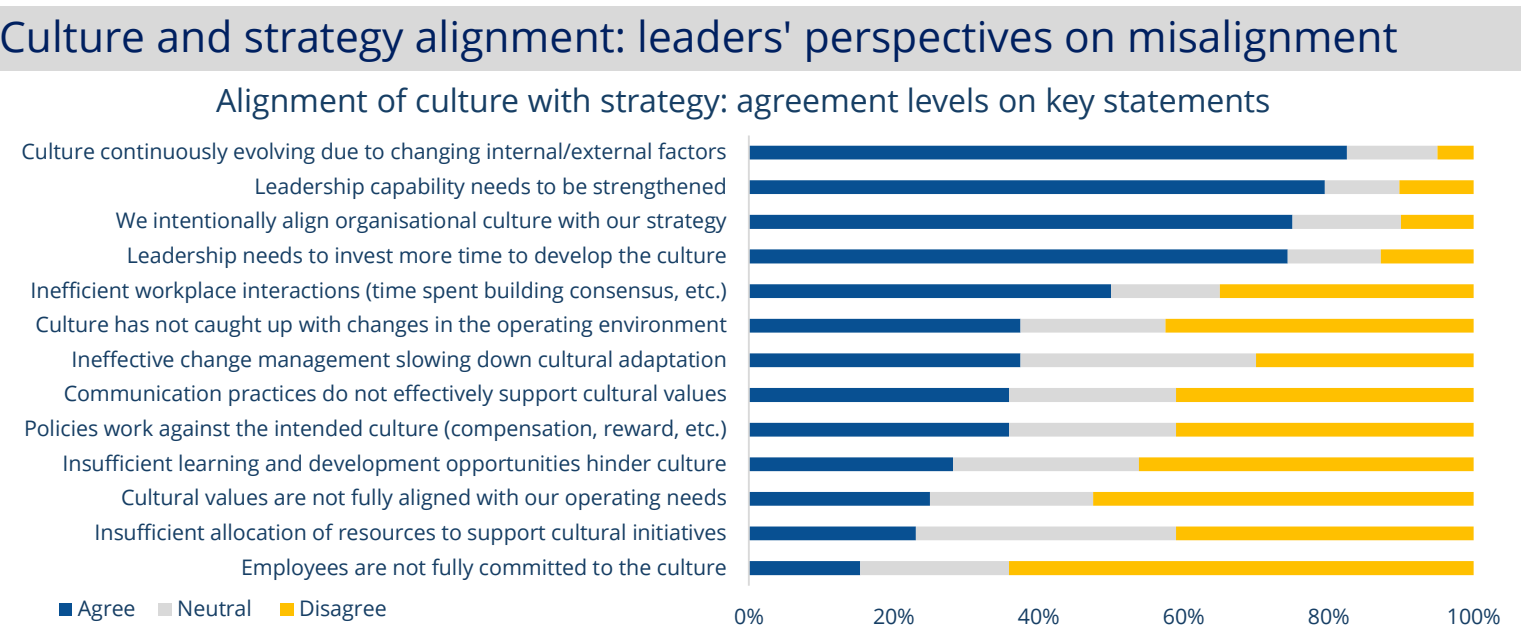 Culture and strategy alignment: leaders' perspectives on misalignment
Alignment of culture with strategy: agreement levels on key statements
Culture continuously evolving due to changing internal/external factors
Leadership capability needs to be strengthened
We intentionally align organisational culture with our strategy
Leadership needs to invest more time to develop the culture
Inefficient workplace interactions (time spent building consensus, etc.)
Culture has not caught up with changes in the operating environment
Ineffective change management slowing down cultural adaptation
Communication practices do not effectively support cultural values
Policies work against the intended culture (compensation, reward, etc.)
Insufficient learning and development opportunities hinder culture
Cultural values are not fully aligned with our operating needs
Insufficient allocation of resources to support cultural initiatives
Employees are not fully committed to the culture
Agree Neutral Disagree
0% 20% 40% 60% 80% 100%